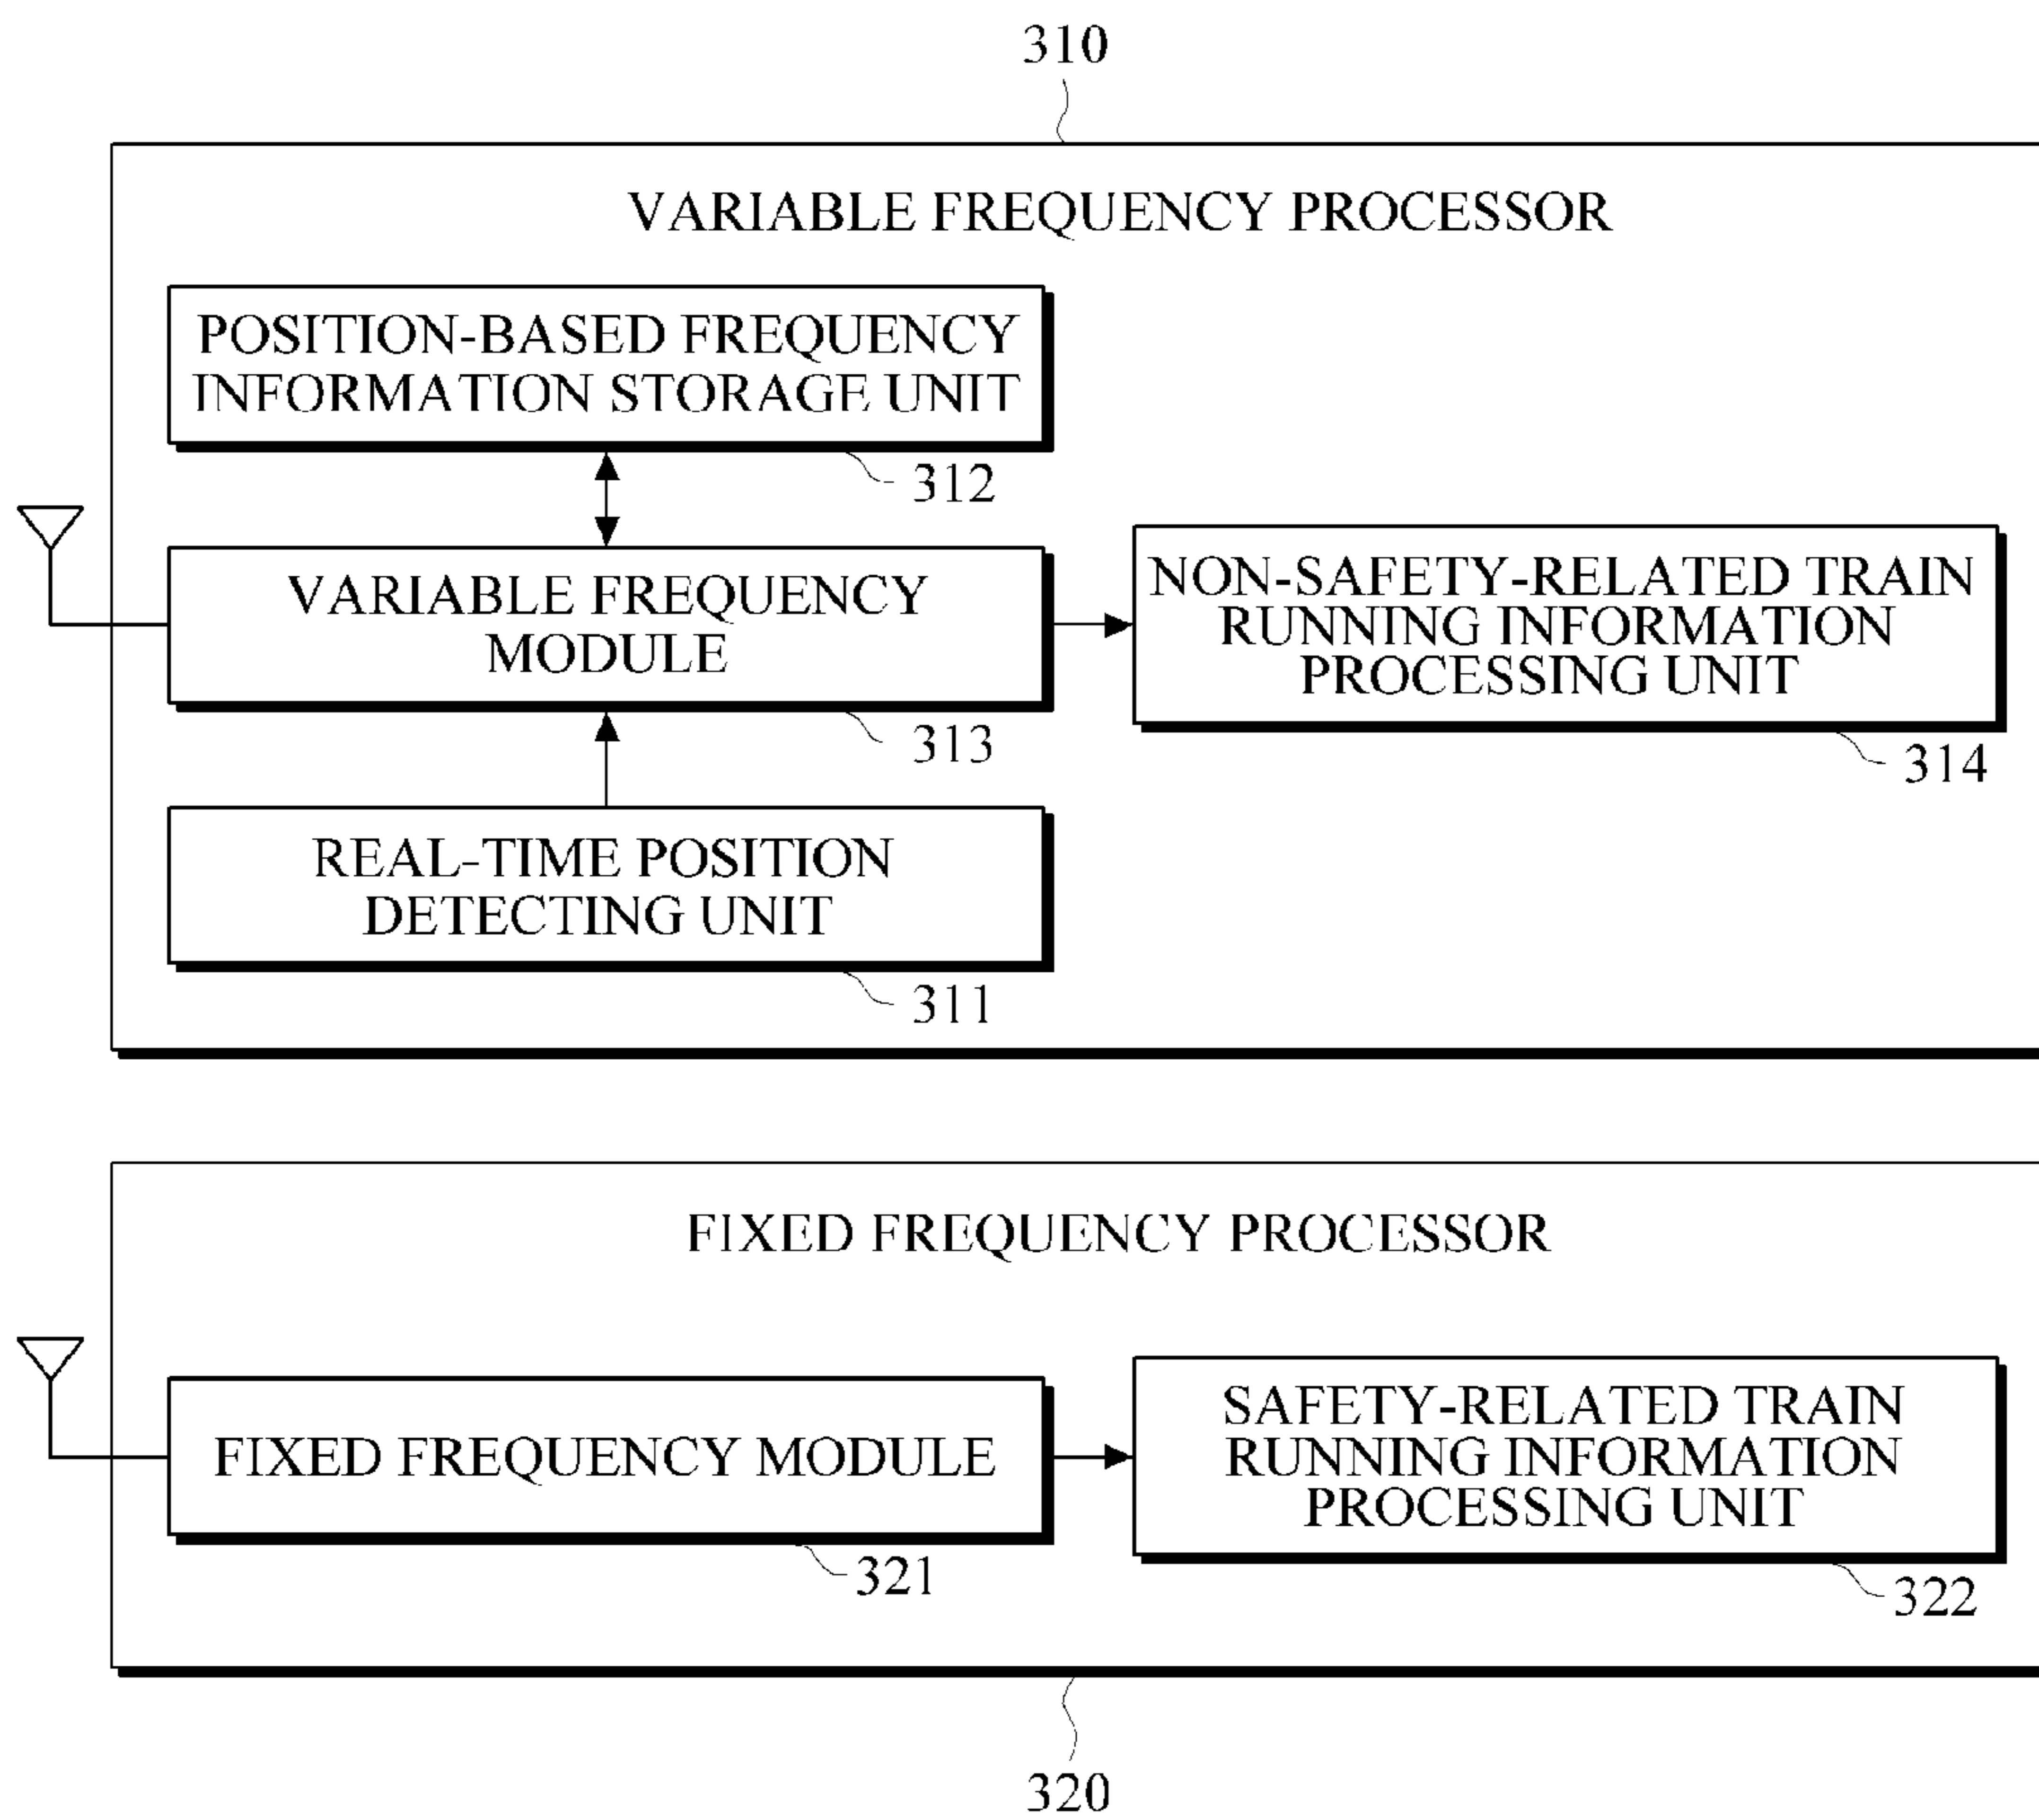 310
VARIABLE FREQUENCY PROCESSOR
POSITION-BASED FREQUENCY
INFORMATION STORAGE UNIT
312
VARIABLE FREQUENCY
MODULE
313
NON-SAFETY-RELATED TRAIN
RUNNING INFORMATION
PROCESSING UNIT
314
REAL-TIME POSITION
DETECTING UNIT
311
FIXED FREQUENCY PROCESSOR
FIXED FREQUENCY MODULE
321
SAFETY-RELATED TRAIN
RUNNING INFORMATION
PROCESSING UNIT
322
320